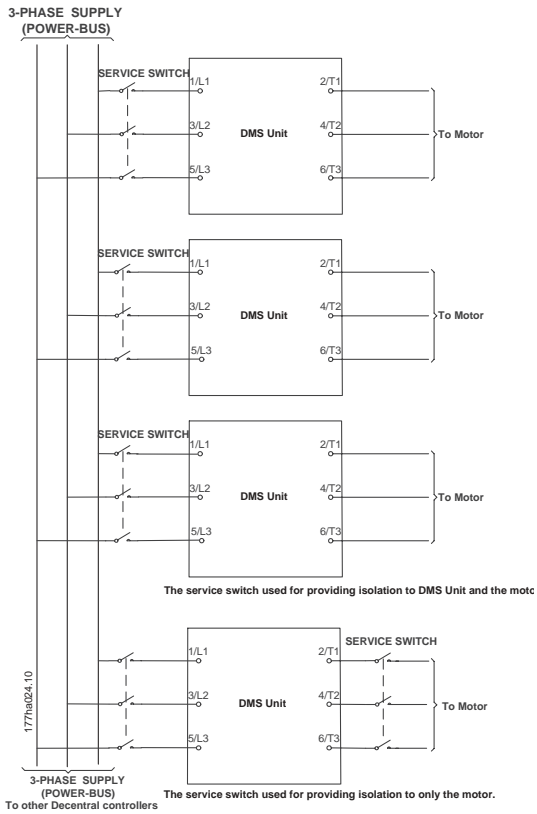 3-PHASE SUPPLY
(POWER-BUS)
SERVICE SWITCH
1/L1
2/T1
3/L2
DMS Unit
4/T2
To Motor
5/L3
6/T3
SERVICE SWITCH
1/L1
2/T1
3/L2
DMS Unit
4/T2
To Motor
5/L3
6/T3
SERVICE SWITCH
1/L1
2/T1
3/L2
DMS Unit
4/T2
To Motor
5/L3
6/T3
The service switch used for providing isolation to DMS Unit and the moto
SERVICE SWITCH
1/L1
2/T1
3/L2
DMS Unit
4/T2
To Motor
5/L3
6/T3
177ha024.10
3-PHASE SUPPLY
(POWER-BUS)
To other Decentral controllers
The service switch used for providing isolation to only the motor.